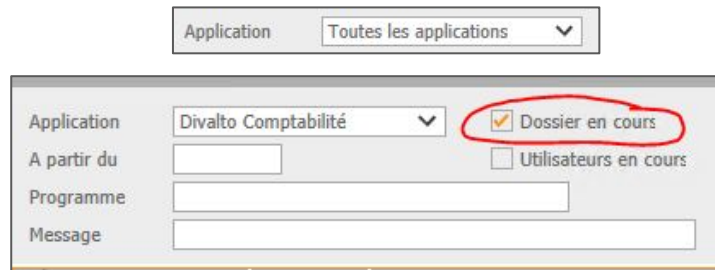 Application Toutes les applications
Application Divalto Comptabilité Dossier en cours
A partir du Utilisateurs en cours
Programme
Message